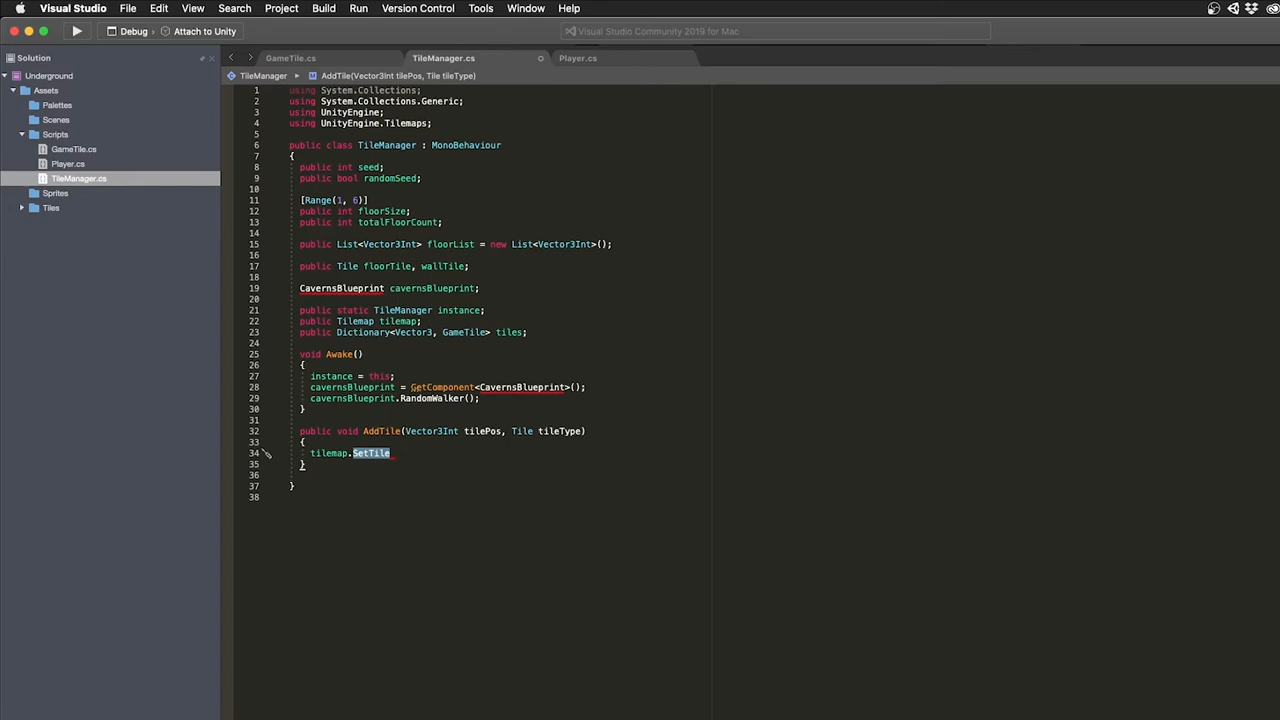 Visual Studio File Edit View Search Project Build Run Version Control Tools Window Help
Debug Attach to Unity Visual Studio Community 2019 for Mac
Solution
GameTile.cs TileManager.cs Player.cs
TileManager AddTile(Vector3Int tilePos, Tile tileType)
Underground
Assets
Palettes
Scenes
Scripts
GameTile.cs
Player.cs
TileManager.cs
Sprites
Tiles
1 using System.Collections;
2 using System.Collections.Generic;
3 using UnityEngine;
4 using UnityEngine.Tilemaps;
5
6 public class TileManager : MonoBehaviour
7 {
8 public int seed;
9 public bool randomSeed;
10
11 [Range(1, 6)]
12 public int floorSize;
13 public int totalFloorCount;
14
15 public List<Vector3Int> floorList = new List<Vector3Int>();
16
17 public Tile floorTile, wallTile;
18
19 CavernsBlueprint cavernsBlueprint;
20
21 public static TileManager instance;
22 public Tilemap tilemap;
23 public Dictionary<Vector3, GameTile> tiles;
24
25 void Awake()
26 {
27 instance = this;
28 cavernsBlueprint = GetComponent<CavernsBlueprint>();
29 cavernsBlueprint.RandomWalker();
30 }
31
32 public void AddTile(Vector3Int tilePos, Tile tileType)
33 {
34 tilemap.SetTile
35 }
36
37 }
38